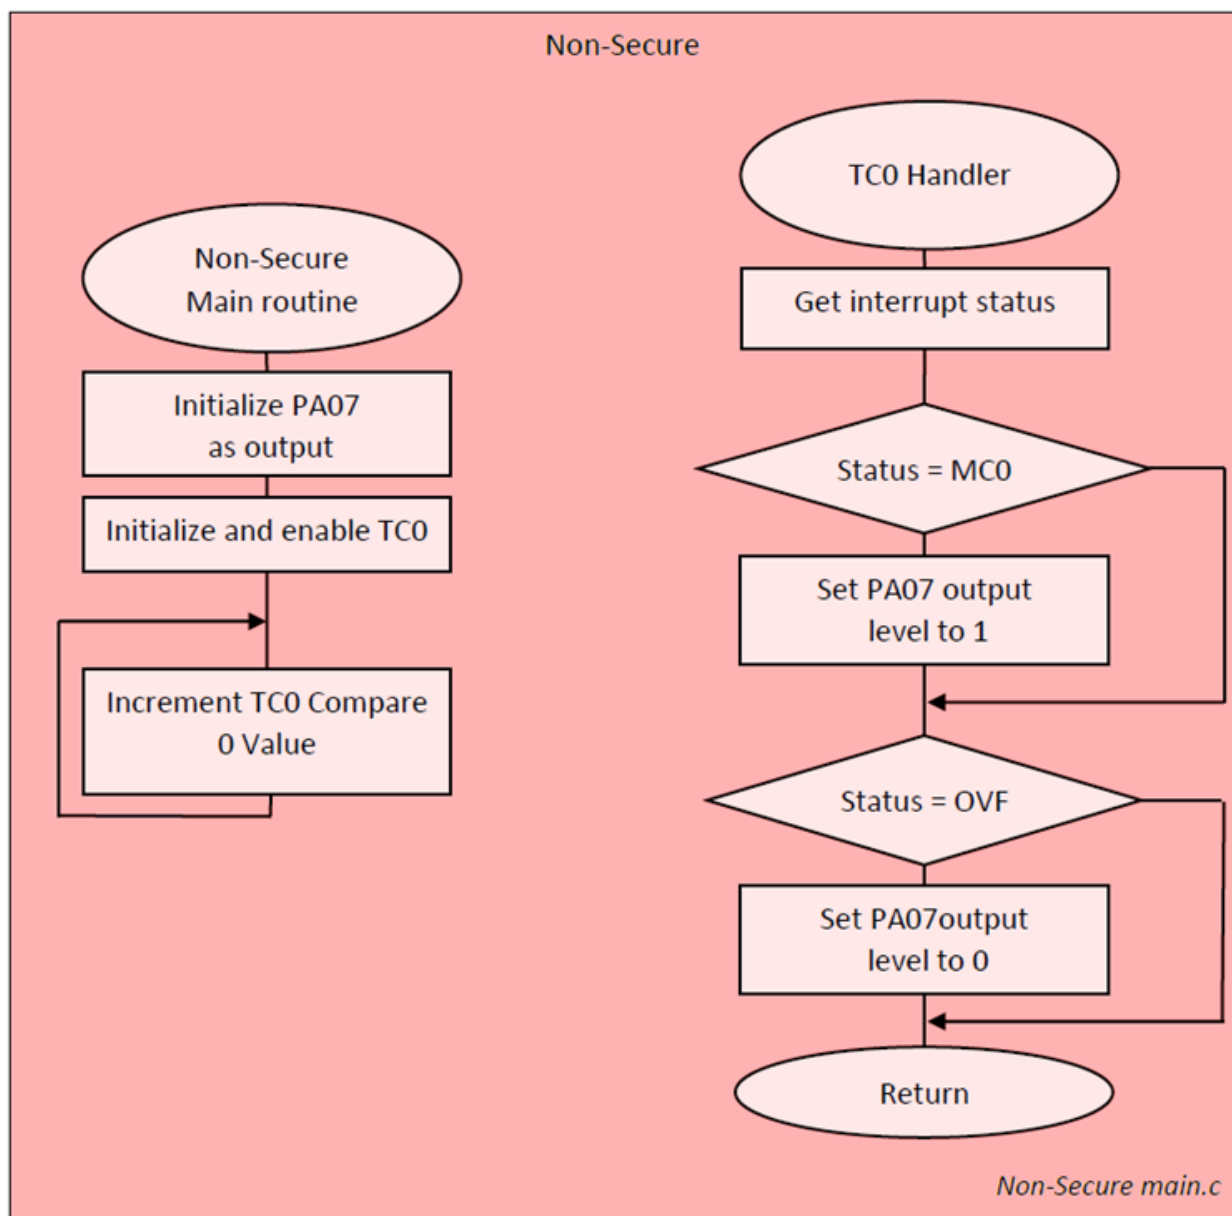 Non-Secure
Non-Secure
Main routine
Initialize PA07
as output
Initialize and enable TC0
Increment TC0 Compare
0 Value
TC0 Handler
Get interrupt status
Status = MC0
Set PA07 output
level to 1
Status = OVF
Set PA07output
level to 0
Return
Non-Secure main.c